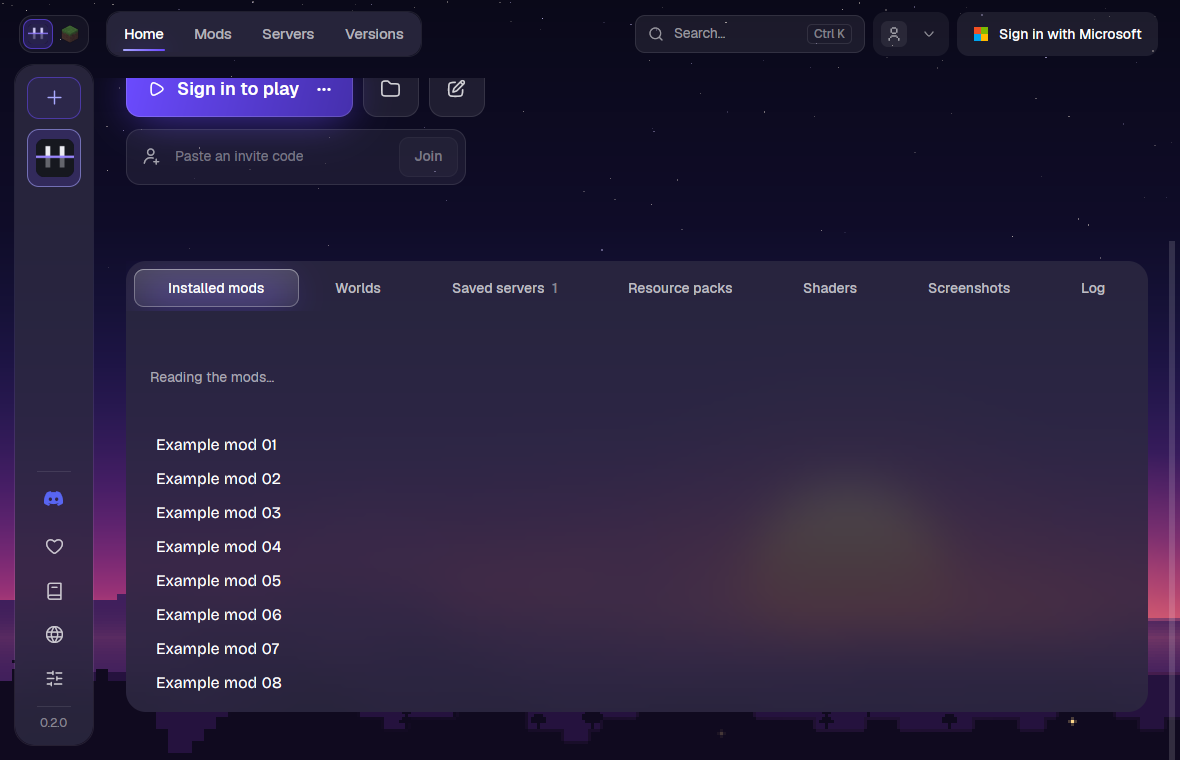 Home Mods Servers Versions Search... Ctrl K Sign in with Microsoft
Sign in to play
Paste an invite code Join
Installed mods Worlds Saved servers 1 Resource packs Shaders Screenshots Log
Reading the mods...
Example mod 01
Example mod 02
Example mod 03
Example mod 04
Example mod 05
Example mod 06
Example mod 07
Example mod 08
0.2.0